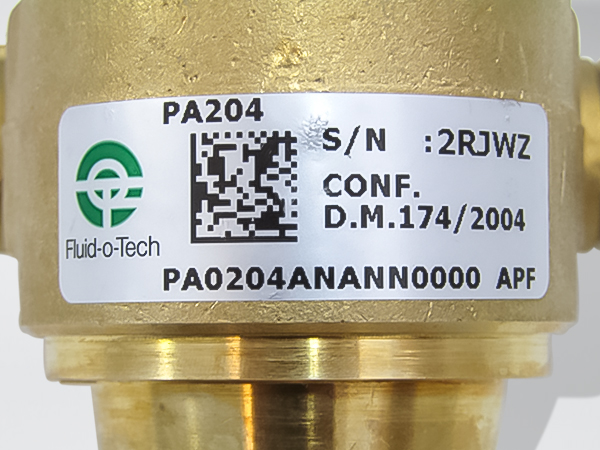 PA204
S/N :2RJWZ
CONF.
D.M.174/2004
Fluid-o-Tech
PA0204ANANN0000 APF